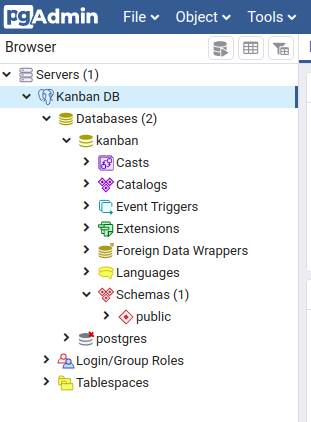 pgAdmin File Object Tools
Browser
Servers (1)
Kanban DB
Databases (2)
kanban
Casts
Catalogs
Event Triggers
Extensions
Foreign Data Wrappers
Languages
Schemas (1)
public
postgres
Login/Group Roles
Tablespaces